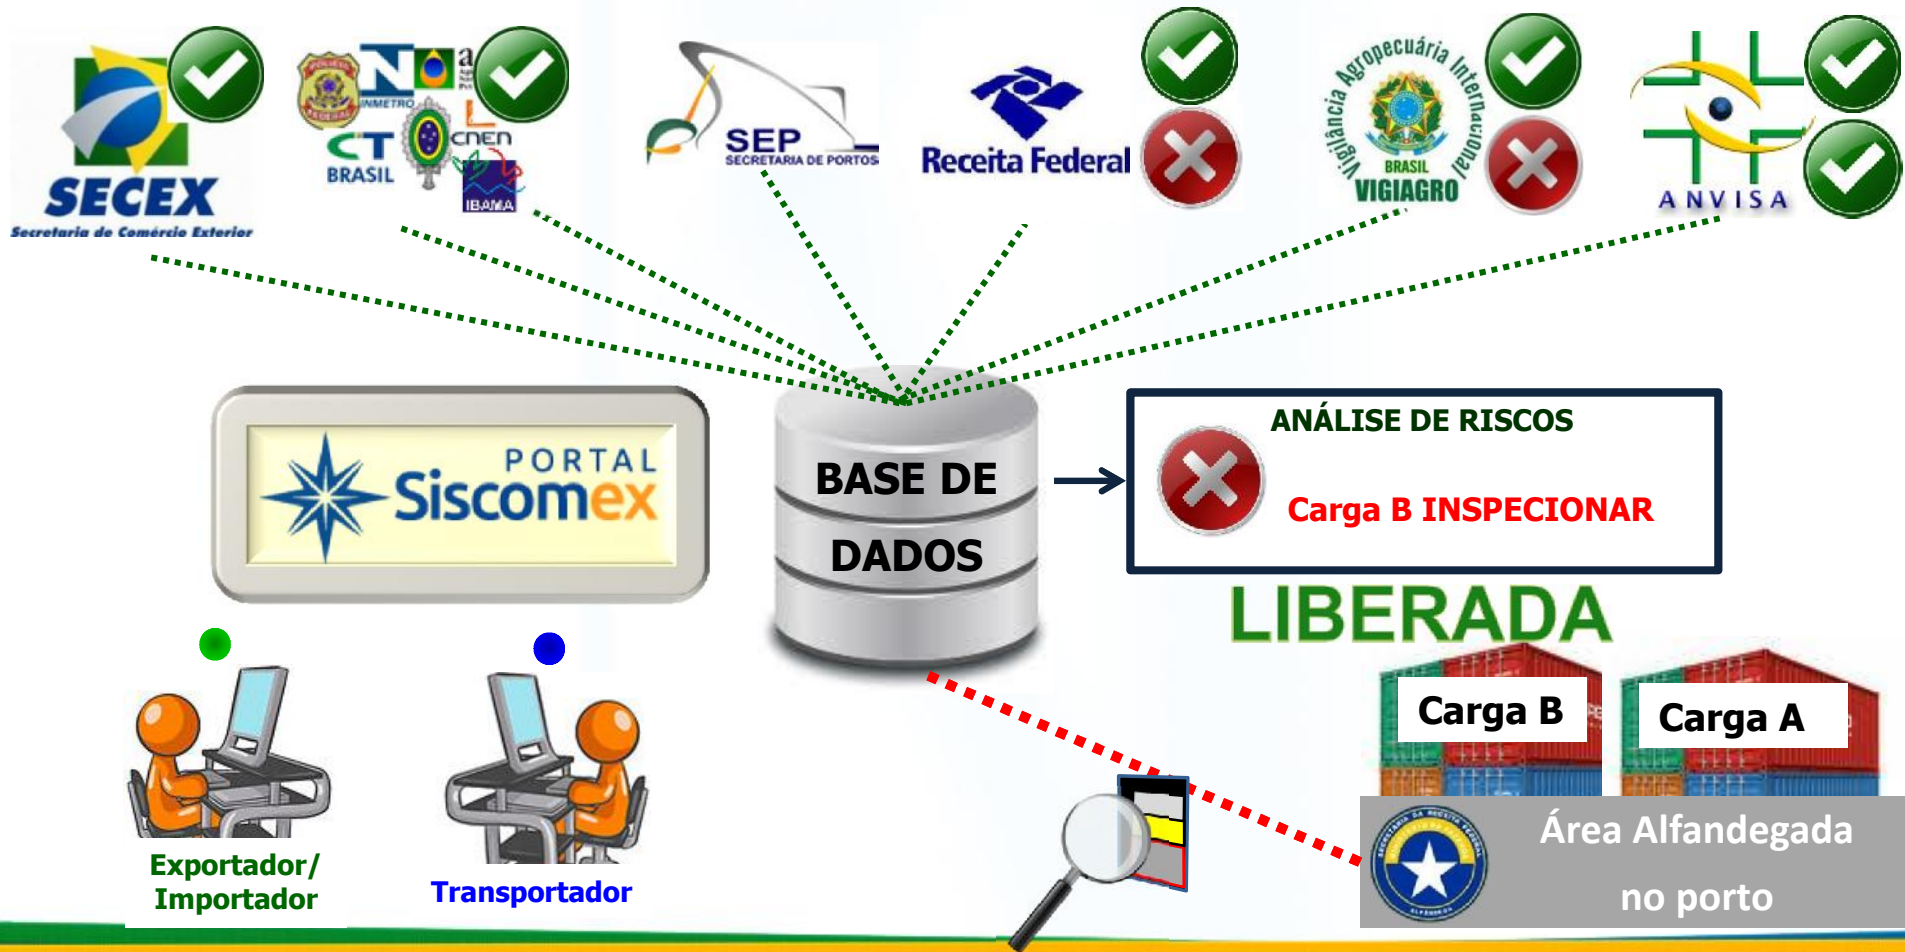 SECEX
Secretaria de Comércio Exterior
INMETRO
CT
BRASIL
CNEN
IBAMA
SEP
SECRETARIA DE PORTOS
Receita Federal
Vigilância Agropecuária Internacional
BRASIL
VIGIAGRO
ANVISA
PORTAL
Siscomex
BASE DE
DADOS
ANÁLISE DE RISCOS
Carga B INSPECIONAR
LIBERADA
Carga B
Carga A
Área Alfandegada
no porto
Exportador/
Importador
Transportador